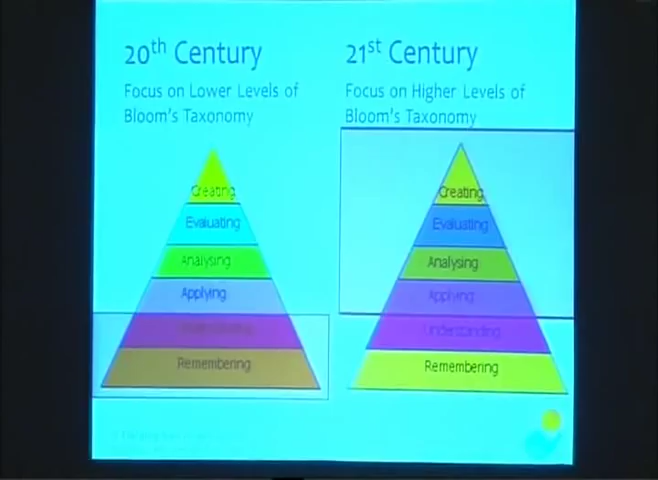 20th Century
Focus on Lower Levels of
Bloom's Taxonomy
Creating
Evaluating
Analysing
Applying
Remembering
21st Century
Focus on Higher Levels of
Bloom's Taxonomy
Creating
Evaluating
Analysing
Applying
Understanding
Remembering